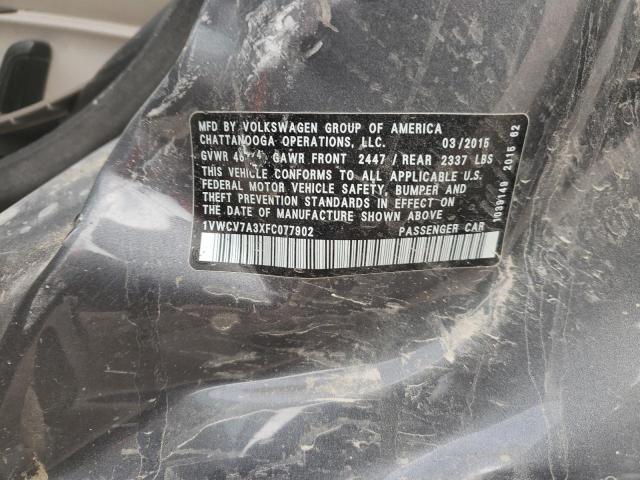 MFD BY VOLKSWAGEN GROUP OF AMERICA
CHATTANOOGA OPERATIONS, LLC. 03/2015
GVWR GAWR FRONT 2447 / REAR 2337 LBS
THIS VEHICLE CONFORMS TO ALL APPLICABLE U.S.
FEDERAL MOTOR VEHICLE SAFETY, BUMPER AND
THEFT PREVENTION STANDARDS IN EFFECT ON
THE DATE OF MANUFACTURE SHOWN ABOVE
1VWCV7A3XFC077902 PASSENGER CAR
1039149 2015 62